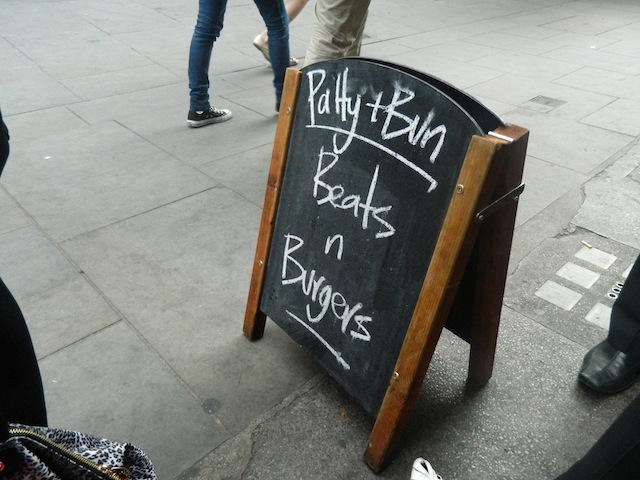 Patty + Bun
Beats
n
Burgers